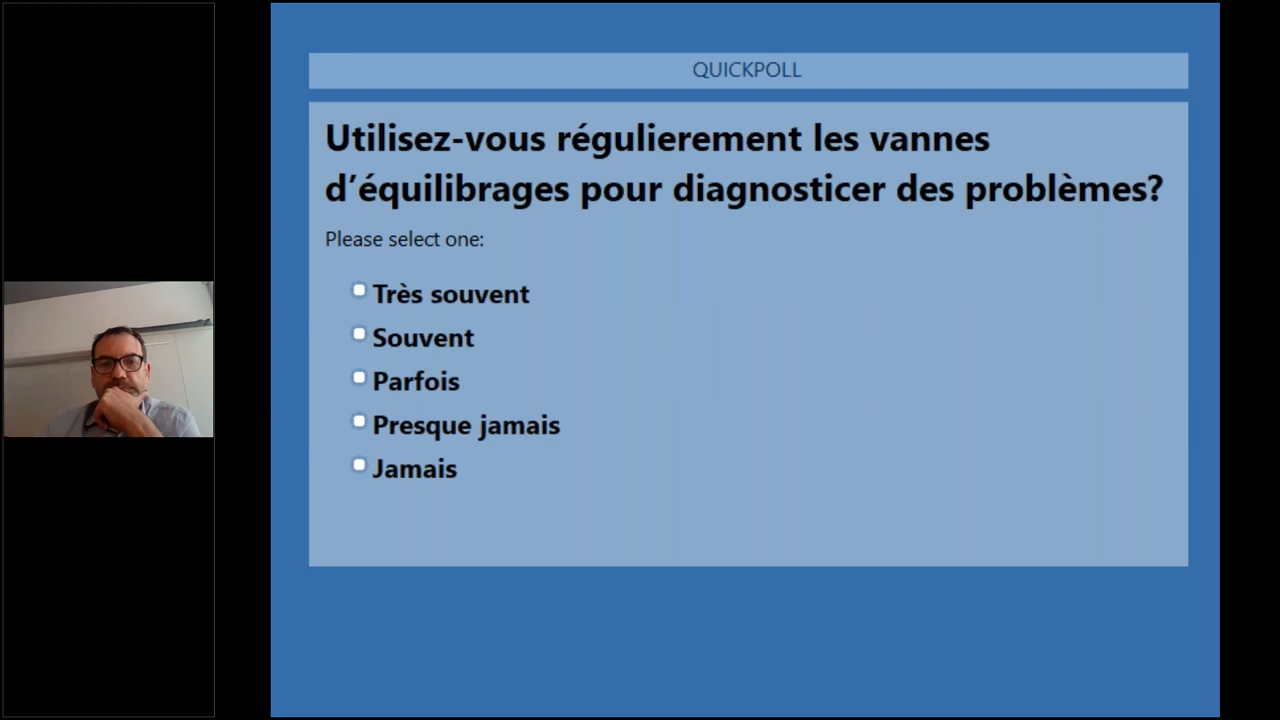 QUICKPOLL
Utilisez-vous régulierement les vannes
d’équilibrages pour diagnosticer des problèmes?
Please select one:
Très souvent
Souvent
Parfois
Presque jamais
Jamais